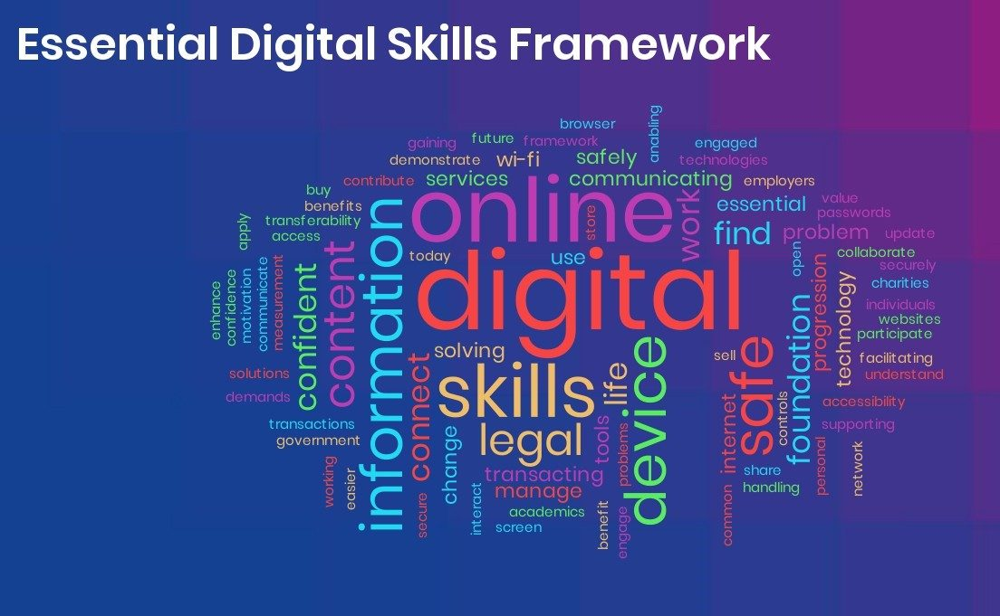 Essential Digital Skills Framework
browser
enabling
gaining
future
framework
engaged
demonstrate
wi-fi
safely
technologies
contribute
services
communicating
employers
buy
benefits
online
store
work
essential
value
passwords
apply
transferability
access
find
problem
update
today
use
digital
open
collaborate
securely
charities
individuals
websites
participate
enhance
confidence
motivation
communicate
measurement
confident
content
information
progression
technology
foundation
facilitating
understand
solving
sell
safe
solutions
demands
connect
skills
life
device
controls
accessibility
supporting
transactions
government
legal
tools
problems
internet
change
transacting
manage
share
handling
personal
network
working
easier
secure
interact
academics
screen
benefit
engage
common